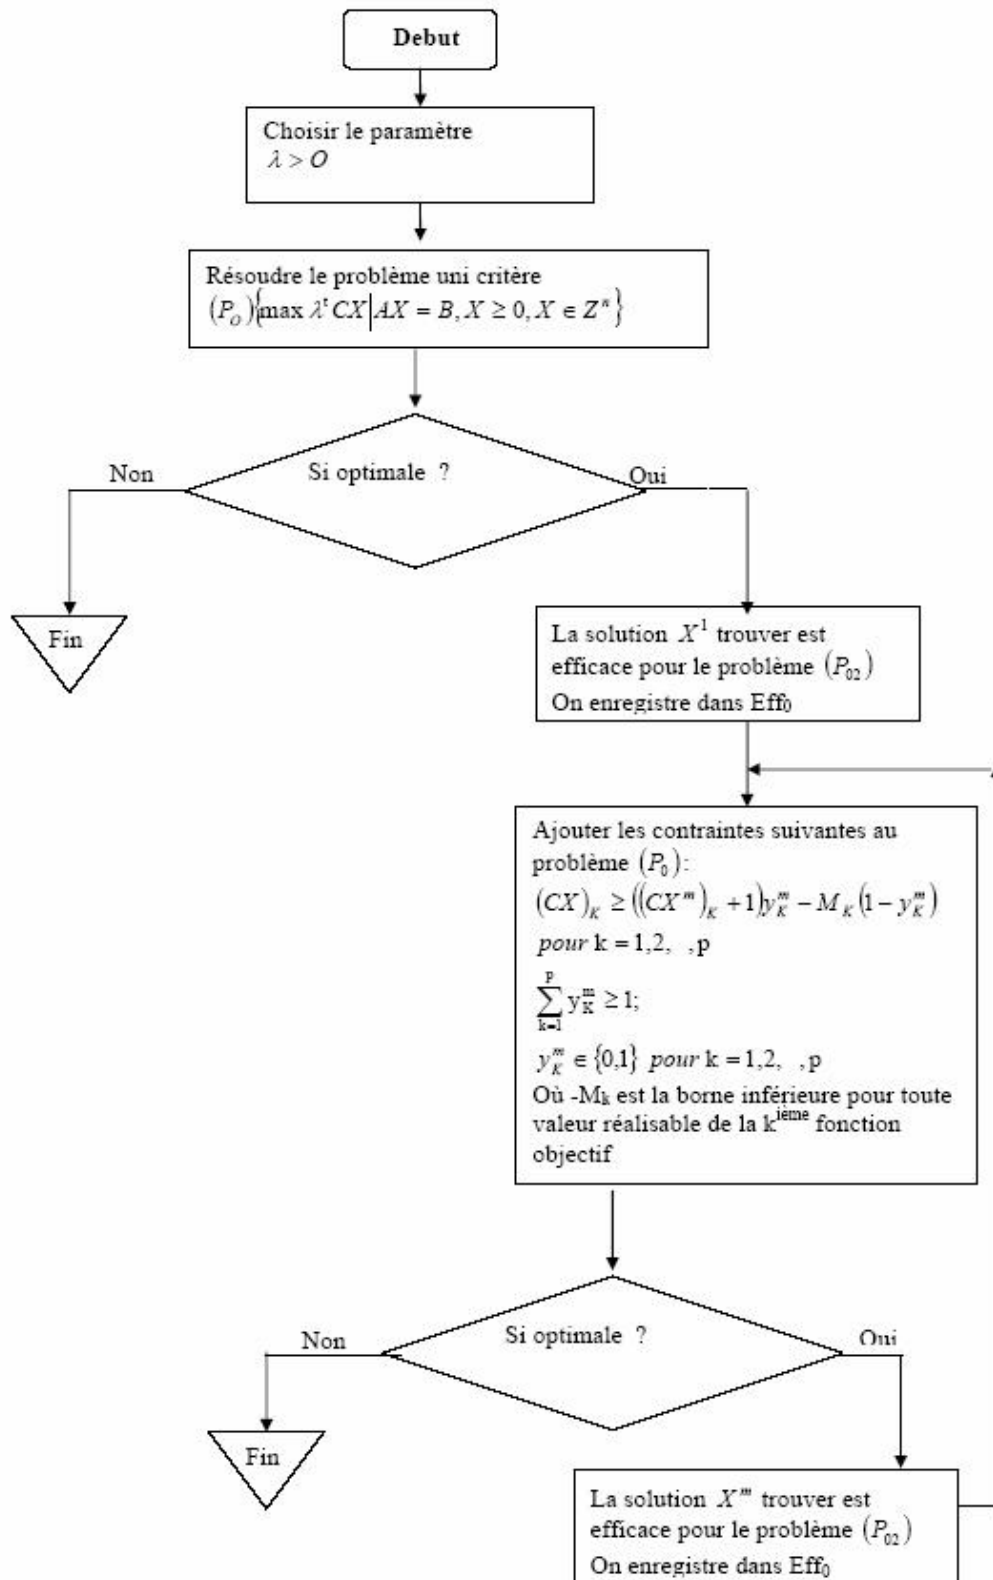 Debut
Choisir le paramètre
λ > O
Résoudre le problème uni critère
(P_O){max λ^t CX | AX = B, X ≥ 0, X ∈ Z^n}
Si optimale ?
Non
Oui
Fin
La solution X^1 trouver est
efficace pour le problème (P_02)
On enregistre dans Eff_0
Ajouter les contraintes suivantes au
problème (P_0):
(CX)_K ≥ ((CX^m)_K + 1)y_K^m − M_K(1 − y_K^m)
pour k = 1,2, ,p
∑_{k=1}^{p} y_K^m ≥ 1;
y_K^m ∈ {0,1} pour k = 1,2, ,p
Où -M_k est la borne inférieure pour toute
valeur réalisable de la k^ième fonction
objectif
Si optimale ?
Non
Oui
Fin
La solution X^m trouver est
efficace pour le problème (P_02)
On enregistre dans Eff_0